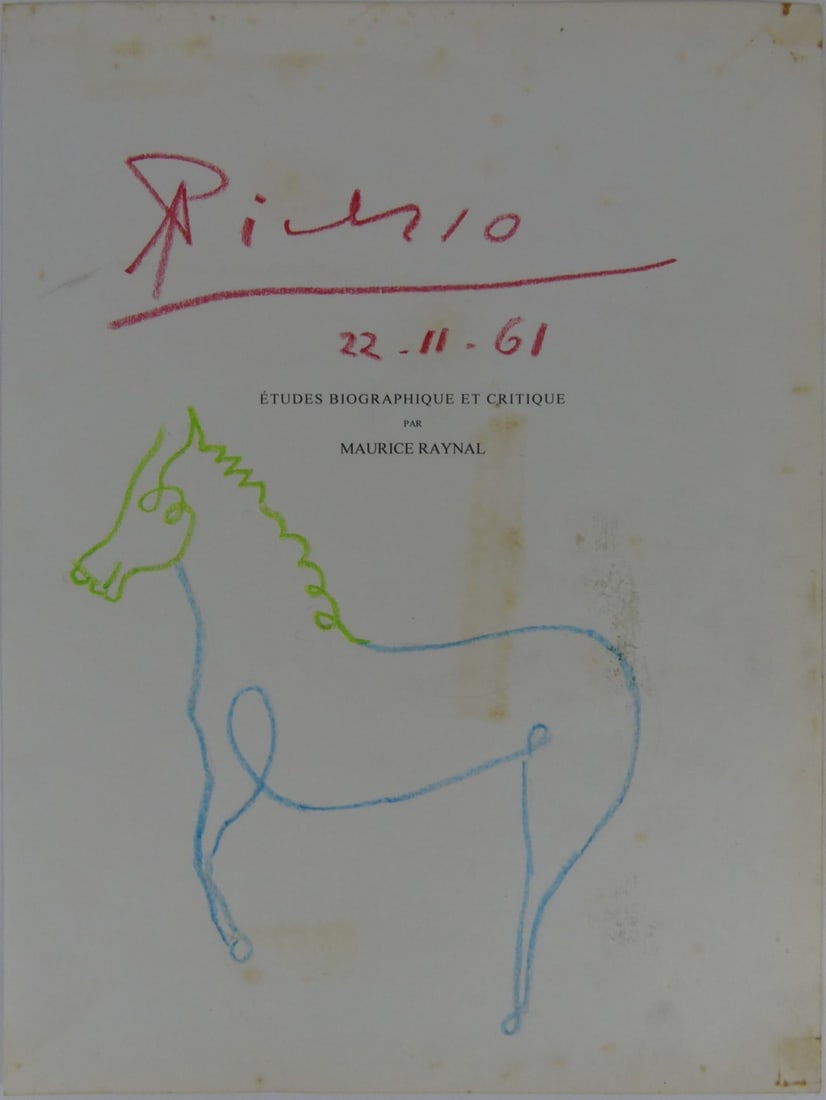 Picasso
22 - 11 - 61
ÉTUDES BIOGRAPHIQUE ET CRITIQUE
PAR
MAURICE RAYNAL